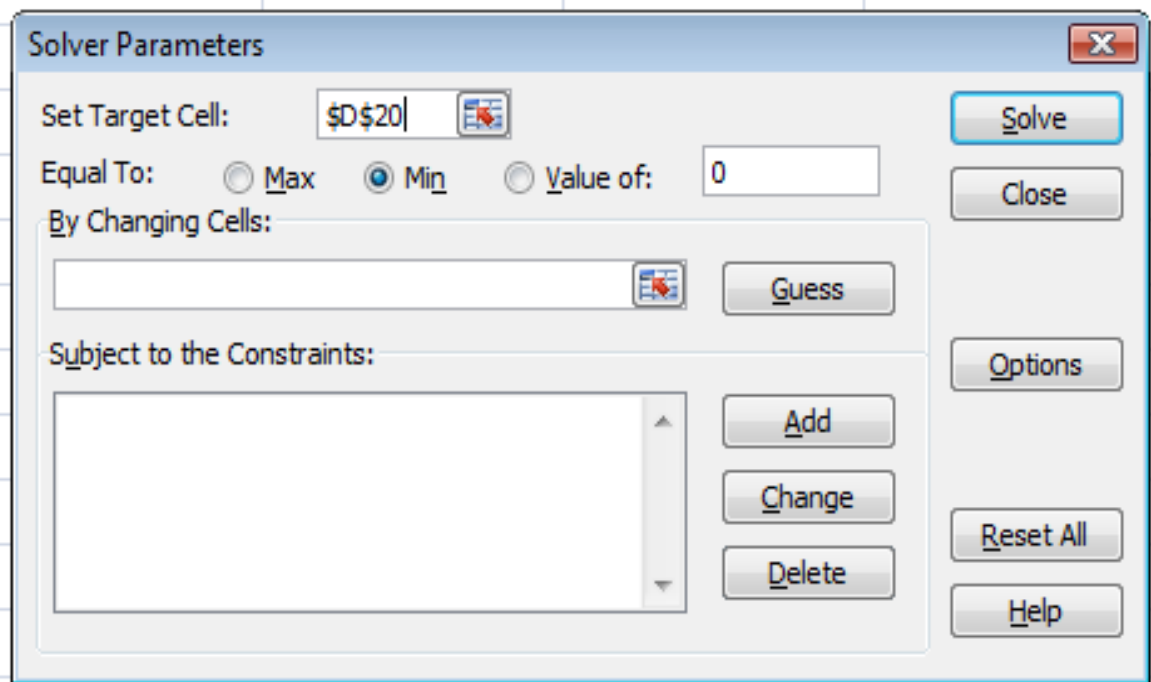 Solver Parameters
Set Target Cell: $D$20
Solve
Equal To: Max Min Value of: 0
Close
By Changing Cells:
Guess
Subject to the Constraints:
Options
Add
Change
Reset All
Delete
Help